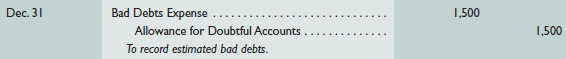 Dec. 31 Bad Debts Expense .............................. 1,500
Allowance for Doubtful Accounts ............... 1,500
To record estimated bad debts.